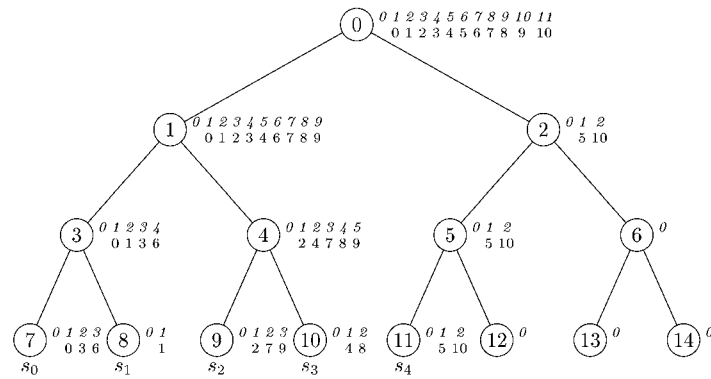 0 0 1 2 3 4 5 6 7 8 9 10 11
0 1 2 3 4 5 6 7 8 9 10
1 0 1 2 3 4 5 6 7 8 9
0 1 2 3 4 6 7 8 9
2 0 1 2
5 10
3 0 1 2 3 4
0 1 3 6
4 0 1 2 3 4 5
2 4 7 8 9
5 0 1 2
5 10
6 0
7 0 1 2 3
0 3 6
8 0 1
1
9 0 1 2 3
2 7 9
10 0 1 2
4 8
11 0 1 2
5 10
12 0
13 0
14 0
s0 s1 s2 s3 s4